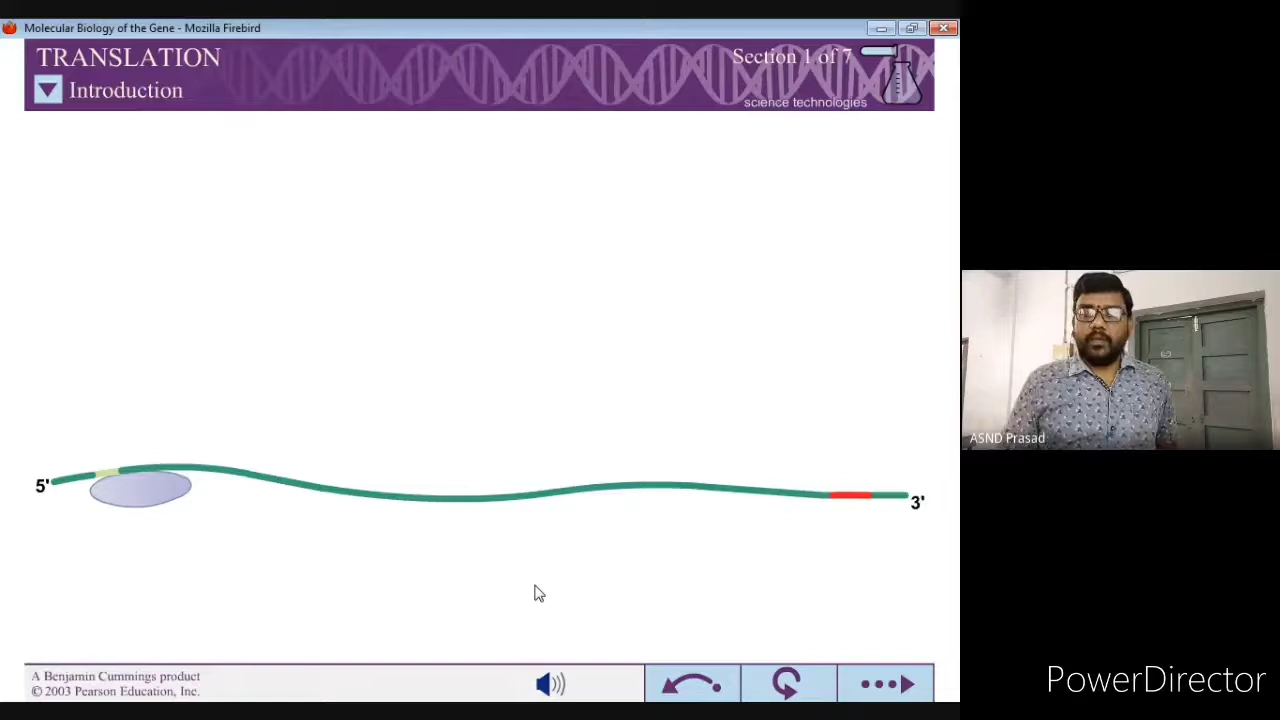 Molecular Biology of the Gene - Mozilla Firebird
TRANSLATION
Section 1 of 7
Introduction
science technologies
ASND Prasad
5'
3'
A Benjamin Cummings product
© 2003 Pearson Education, Inc.
PowerDirector